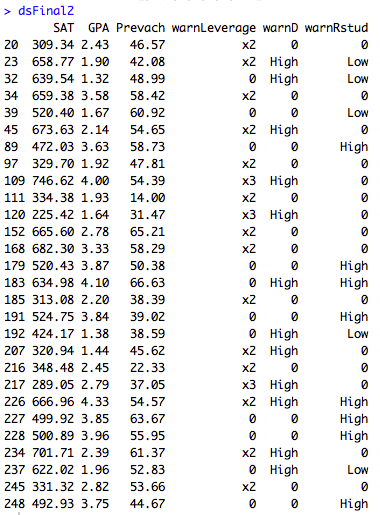 > dsFinal2
SAT GPA Prevach warnLeverage warnD warnRstud
20 309.34 2.43 46.57 x2 0 0
23 658.77 1.90 42.08 x2 High Low
32 639.54 1.32 48.99 0 High Low
34 659.38 3.58 58.42 x2 0 0
39 520.40 1.67 60.92 0 0 Low
45 673.63 2.14 54.65 x2 High 0
89 472.03 3.63 58.73 0 0 High
97 329.70 1.92 47.81 x2 0 0
109 746.62 4.00 54.39 x3 High 0
111 334.38 1.93 14.00 x2 0 0
120 225.42 1.64 31.47 x3 High 0
152 665.60 2.78 65.21 x2 0 0
168 682.30 3.33 58.29 x2 0 0
179 520.43 3.87 50.38 0 0 High
183 634.98 4.10 66.63 0 High High
185 313.08 2.20 38.39 x2 0 0
191 524.75 3.84 39.02 0 0 High
192 424.17 1.38 38.59 0 High Low
207 320.94 1.44 45.62 x2 High 0
216 348.48 2.45 22.33 x2 0 0
217 289.05 2.79 37.05 x3 High 0
226 666.96 4.33 54.57 x2 High High
227 499.92 3.85 63.67 0 0 High
228 500.89 3.96 55.95 0 0 High
234 701.71 2.39 61.37 x2 High 0
237 622.02 1.96 52.83 0 High Low
245 331.32 2.82 53.66 x2 0 0
248 492.93 3.75 44.67 0 0 High